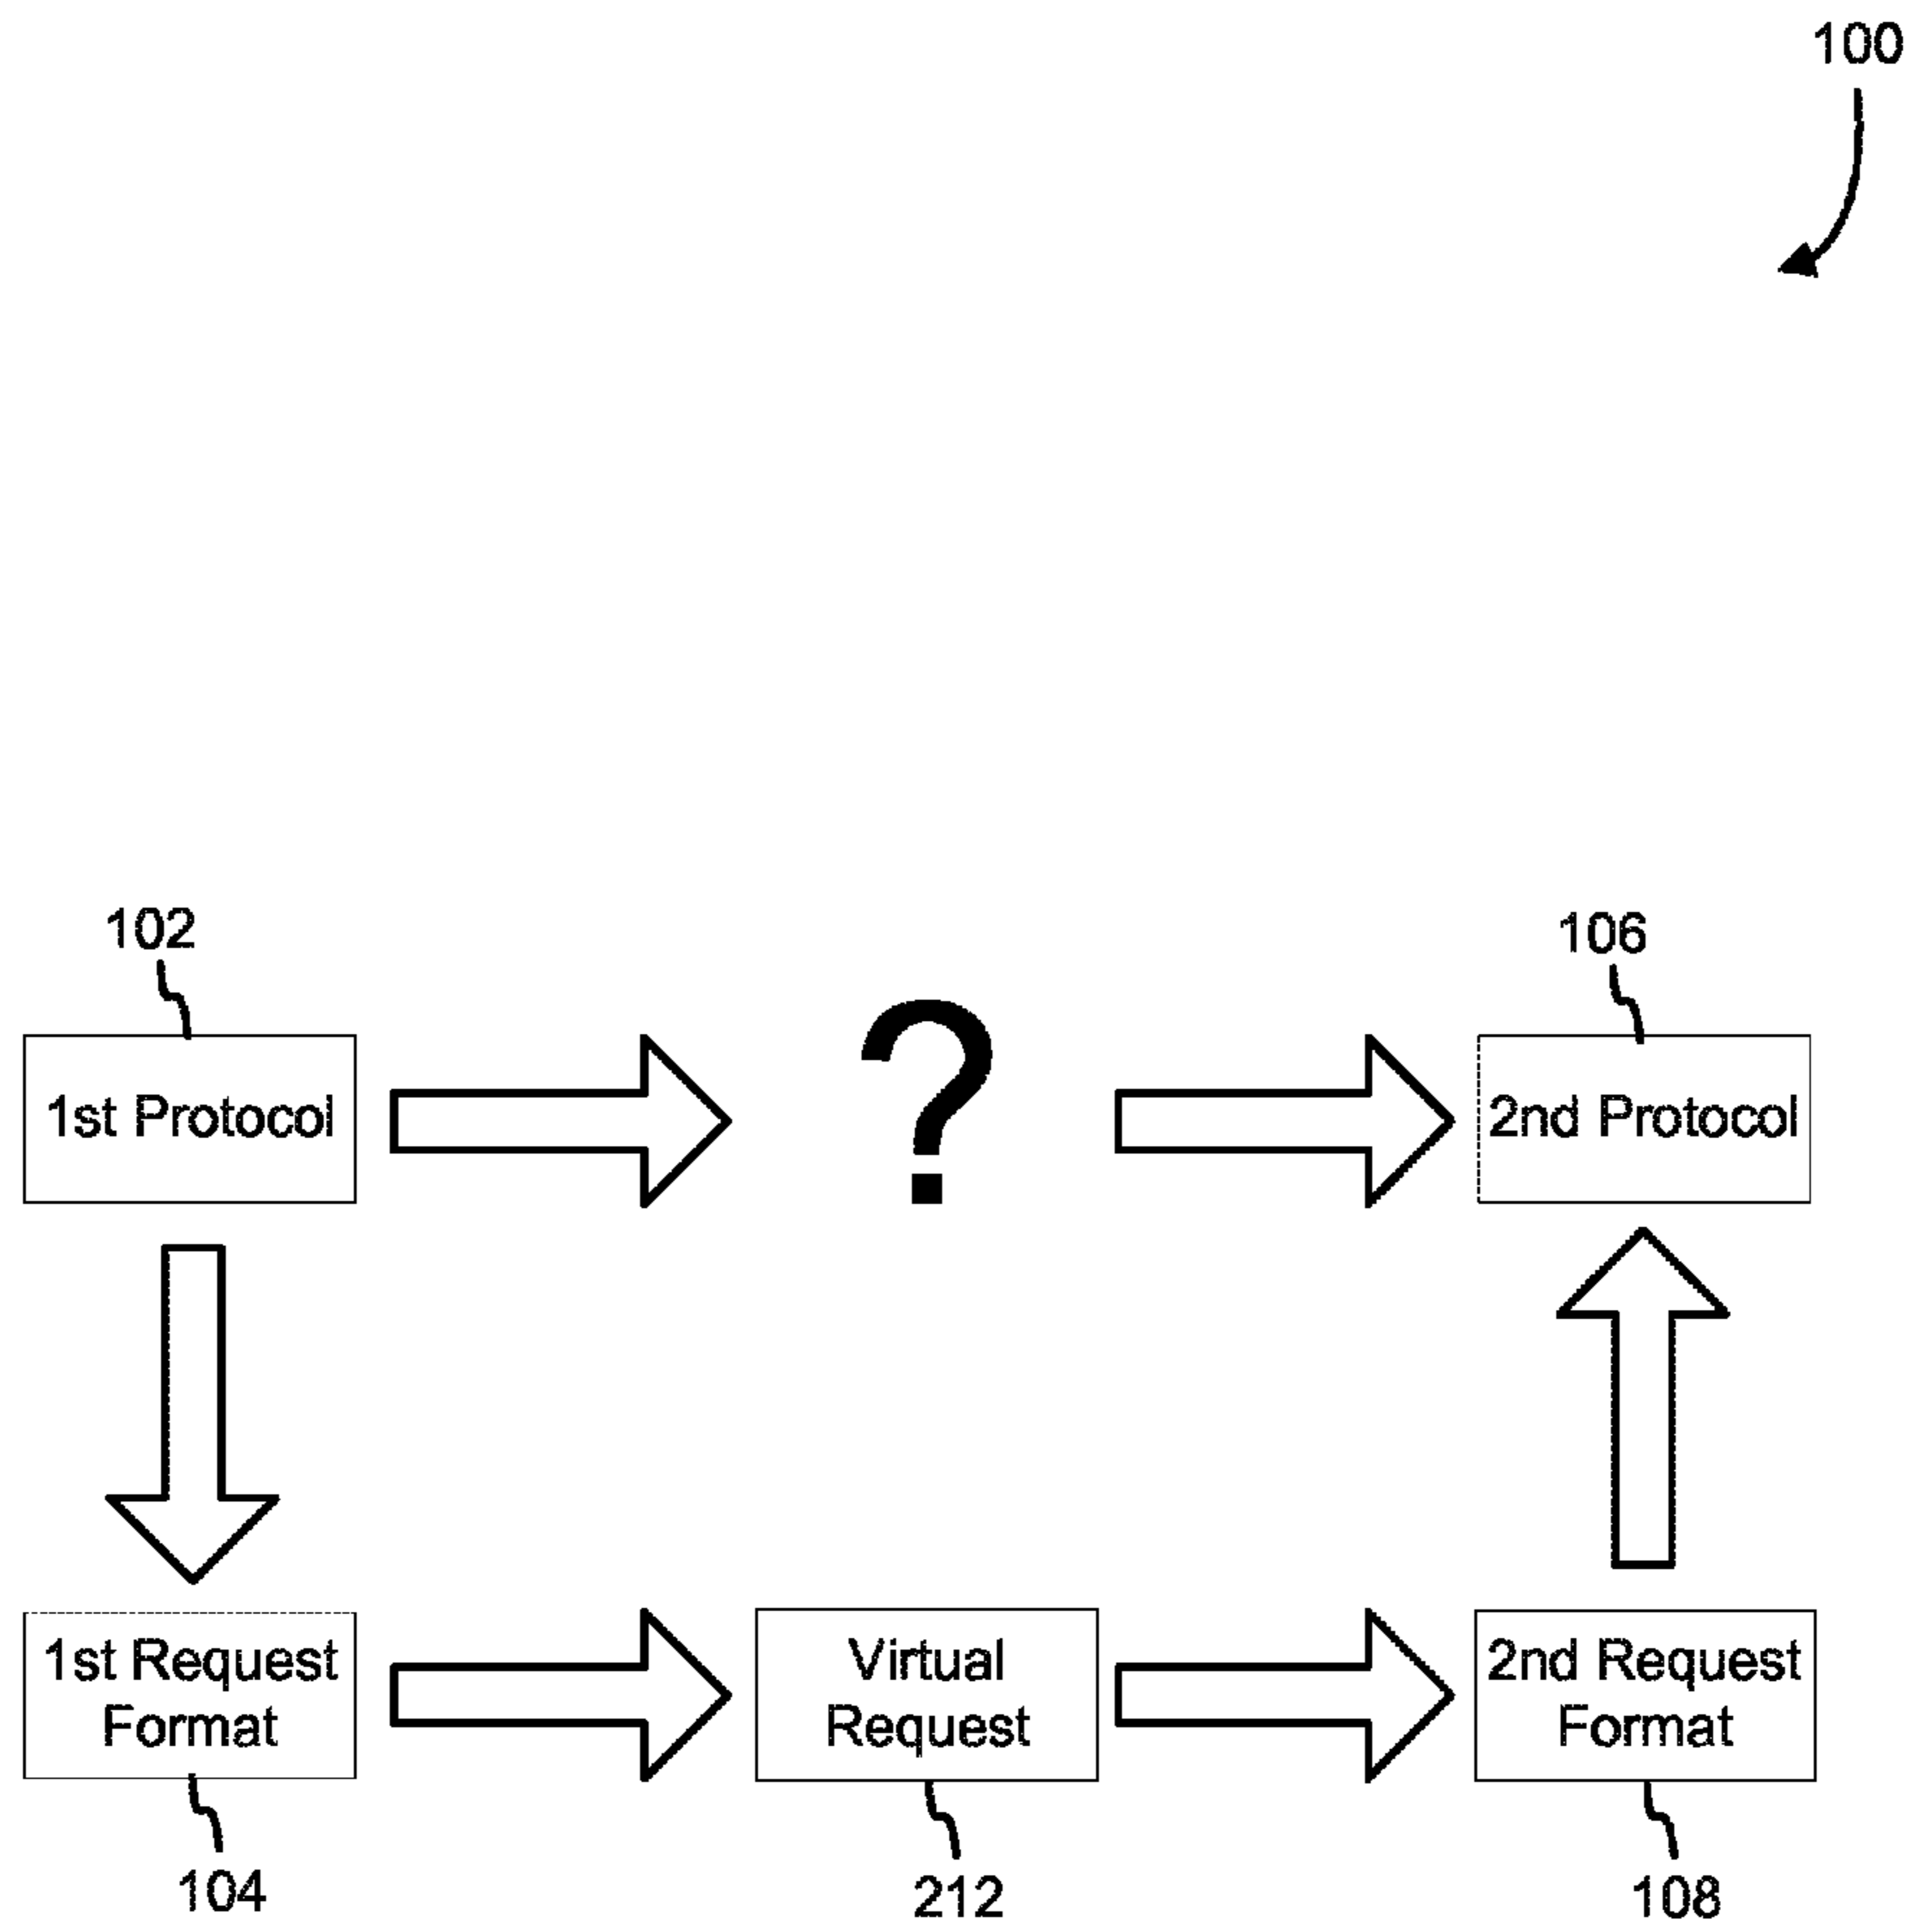 100
102
106
1st Protocol
?
2nd Protocol
1st Request
Format
Virtual
Request
2nd Request
Format
104
212
108